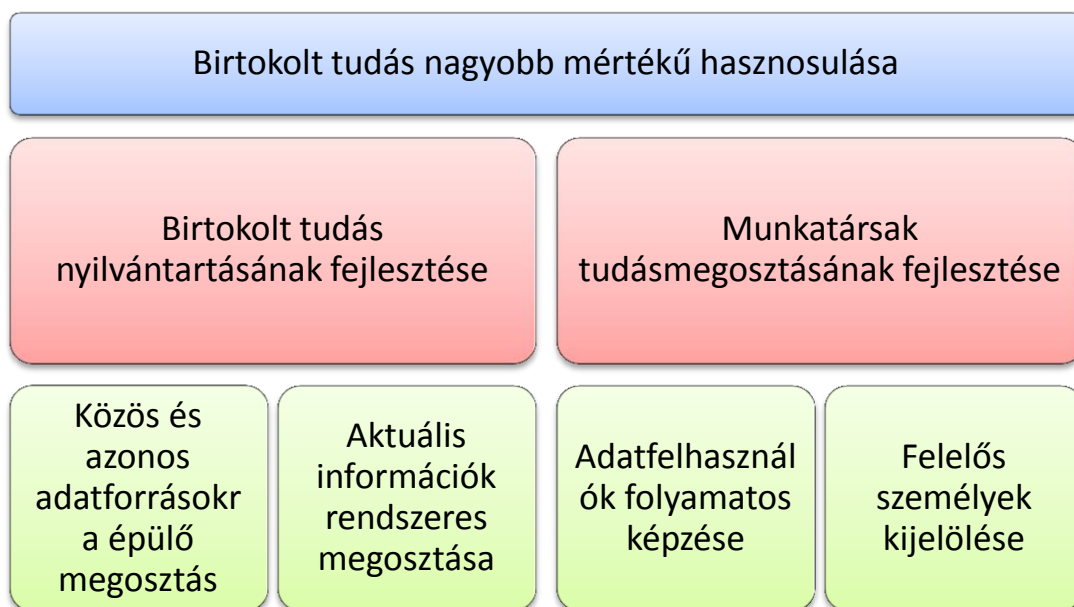 Birtokolt tudás nagyobb mértékű hasznosulása
Birtokolt tudás
nyilvántartásának fejlesztése
Munkatársak
tudásmegosztásának fejlesztése
Közös és
azonos
adatforrásokr
a épülő
megosztás
Aktuális
információk
rendszeres
megosztása
Adatfelhasznál
ók folyamatos
képzése
Felelős
személyek
kijelölése